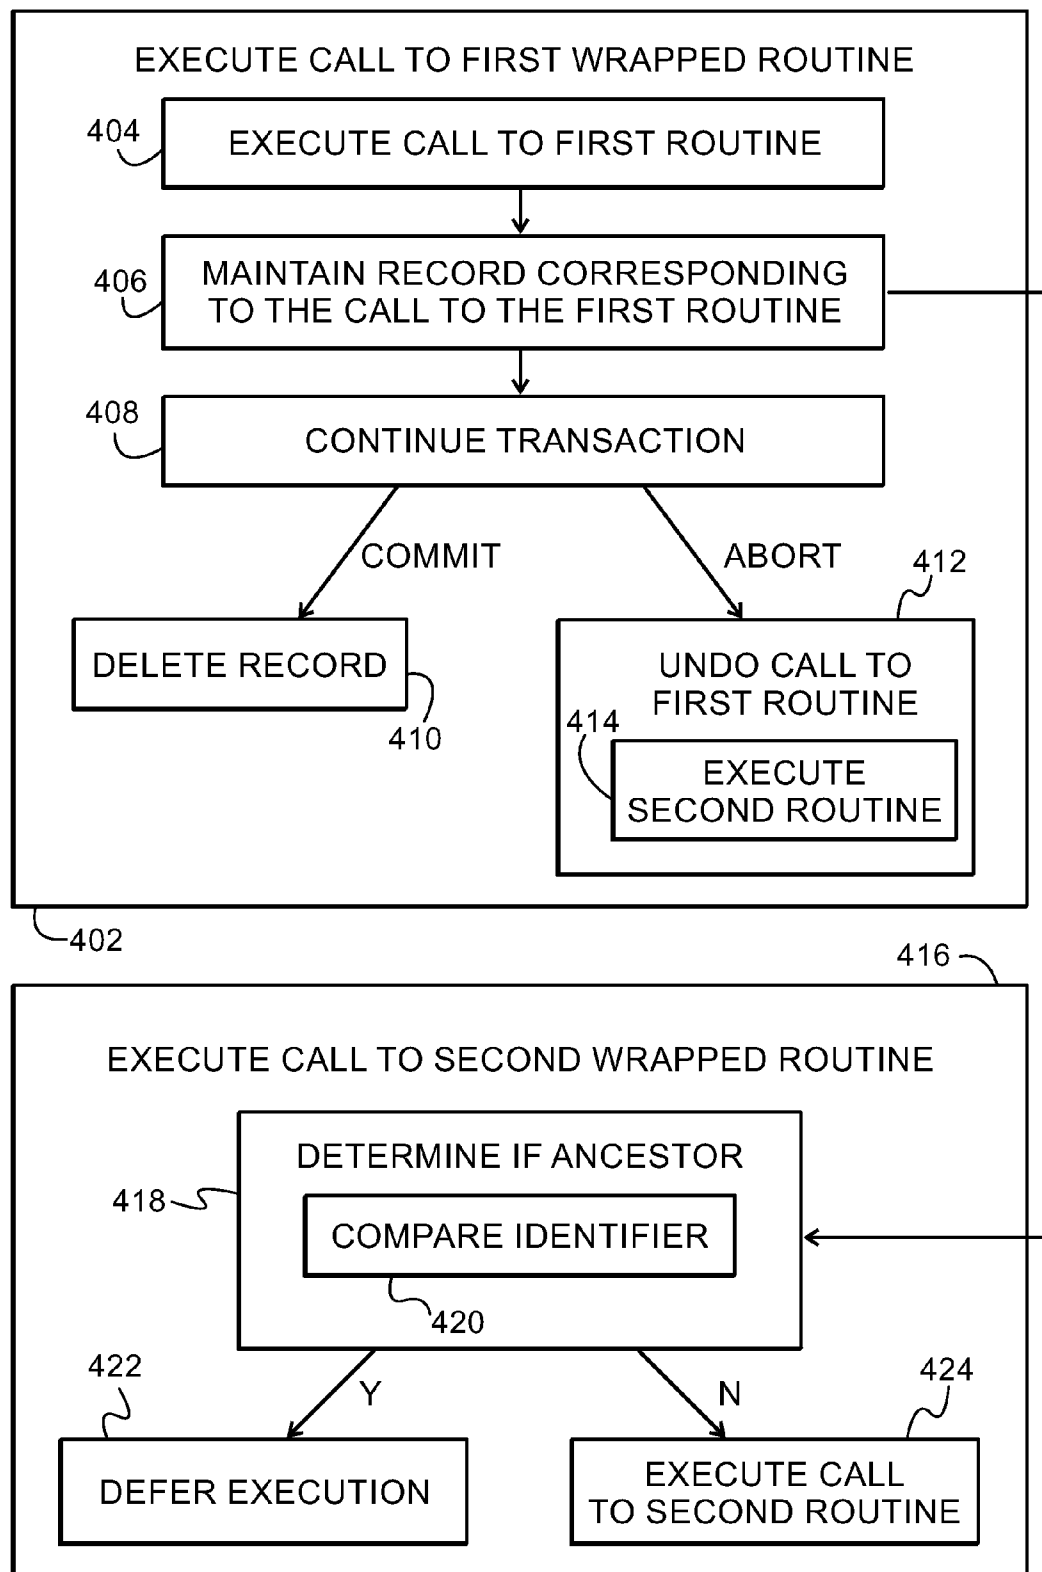 EXECUTE CALL TO FIRST WRAPPED ROUTINE
404
EXECUTE CALL TO FIRST ROUTINE
406
MAINTAIN RECORD CORRESPONDING
TO THE CALL TO THE FIRST ROUTINE
408
CONTINUE TRANSACTION
COMMIT
ABORT
412
DELETE RECORD
410
UNDO CALL TO
FIRST ROUTINE
414
EXECUTE
SECOND ROUTINE
402
416
EXECUTE CALL TO SECOND WRAPPED ROUTINE
DETERMINE IF ANCESTOR
418
COMPARE IDENTIFIER
420
422
Y
N
424
DEFER EXECUTION
EXECUTE CALL
TO SECOND ROUTINE